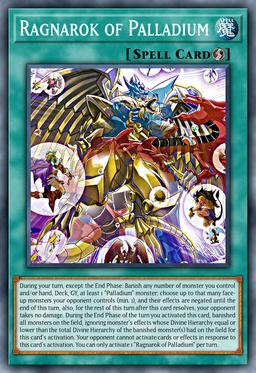 Ragnarok of Palladium
[Spell Card]
During your turn, except the End Phase: Banish any number of monster you control
and/or hand, Deck, GY, at least 1 "Palladium" monster; choose up to that many face-
up monsters your opponent controls (min. 1), and their effects are negated until the
end of this turn, also, for the rest of this turn after this card resolves, your opponent
takes no damage. During the End Phase of the turn you activated this card, banished
all monsters on the field, ignoring monster's effects whose Divine Hierarchy equal or
lower than the total Divine Hierarchy of the banished monster(s) had on the field for
this card's activation. Your opponent cannot activate cards or effects in response to
this card's activation. You can only activate 1 "Ragnarok of Palladium" per turn.